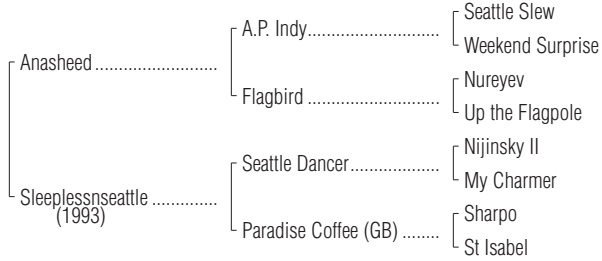 Seattle Slew
A.P. Indy
Weekend Surprise
Anasheed
Nureyev
Flagbird
Up the Flagpole
Nijinsky II
Seattle Dancer
My Charmer
Sleeplessnseattle
(1993)
Sharpo
Paradise Coffee (GB)
St Isabel